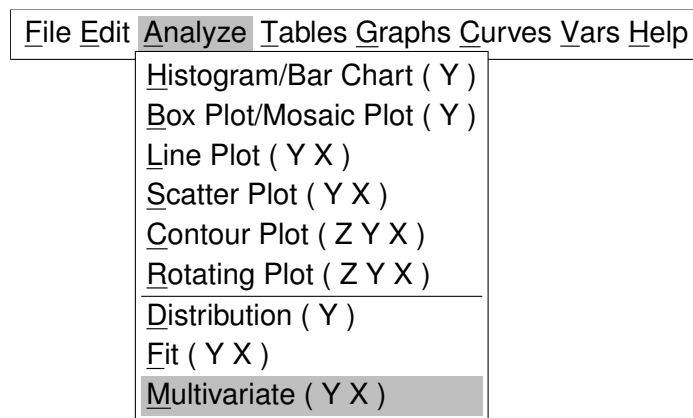 File Edit Analyze Tables Graphs Curves Vars Help
Histogram/Bar Chart ( Y )
Box Plot/Mosaic Plot ( Y )
Line Plot ( Y X )
Scatter Plot ( Y X )
Contour Plot ( Z Y X )
Rotating Plot ( Z Y X )
Distribution ( Y )
Fit ( Y X )
Multivariate ( Y X )